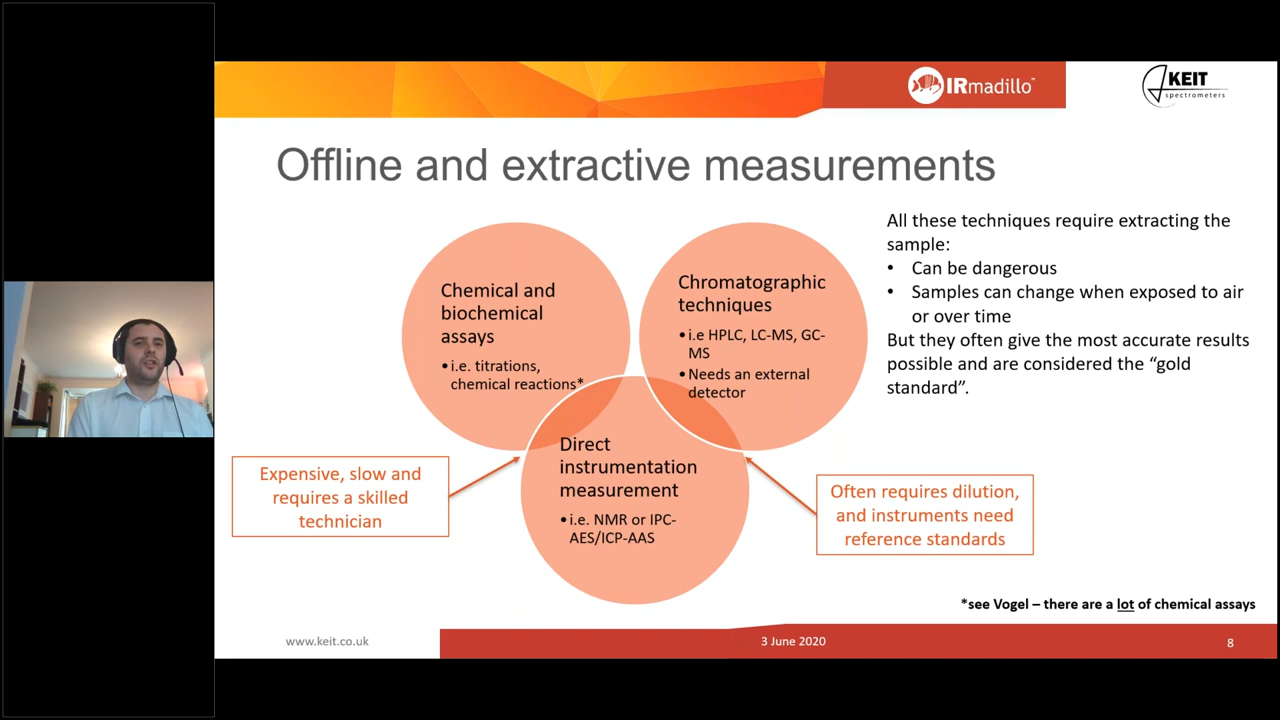 IRmadillo™
KEIT
spectrometers
Offline and extractive measurements
Chemical and
biochemical
assays
•i.e. titrations,
chemical reactions*
Chromatographic
techniques
•i.e HPLC, LC-MS, GC-
MS
•Needs an external
detector
Direct
instrumentation
measurement
•i.e. NMR or IPC-
AES/ICP-AAS
Expensive, slow and
requires a skilled
technician
Often requires dilution,
and instruments need
reference standards
All these techniques require extracting the
sample:
• Can be dangerous
• Samples can change when exposed to air
or over time
But they often give the most accurate results
possible and are considered the “gold
standard”.
*see Vogel – there are a lot of chemical assays
www.keit.co.uk
3 June 2020
8